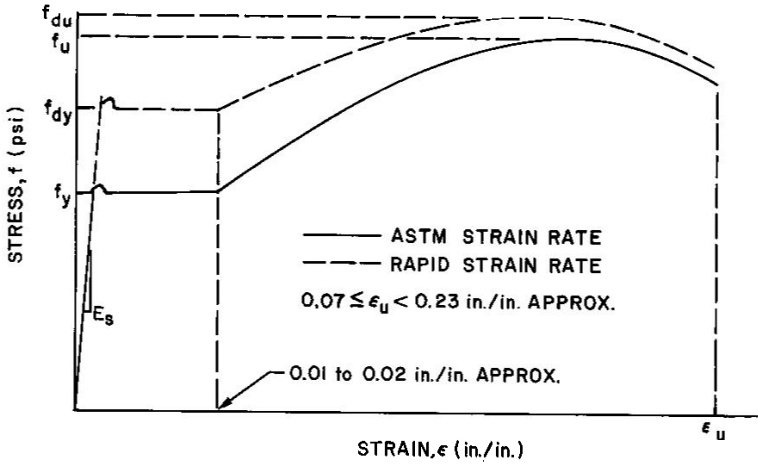 f_du
f_u
f_dy
f_y
STRESS, f (psi)
E_s
ASTM STRAIN RATE
RAPID STRAIN RATE
0.07 ≤ ε_u < 0.23 in./in. APPROX.
0.01 to 0.02 in./in. APPROX.
ε_u
STRAIN, ε (in./in.)